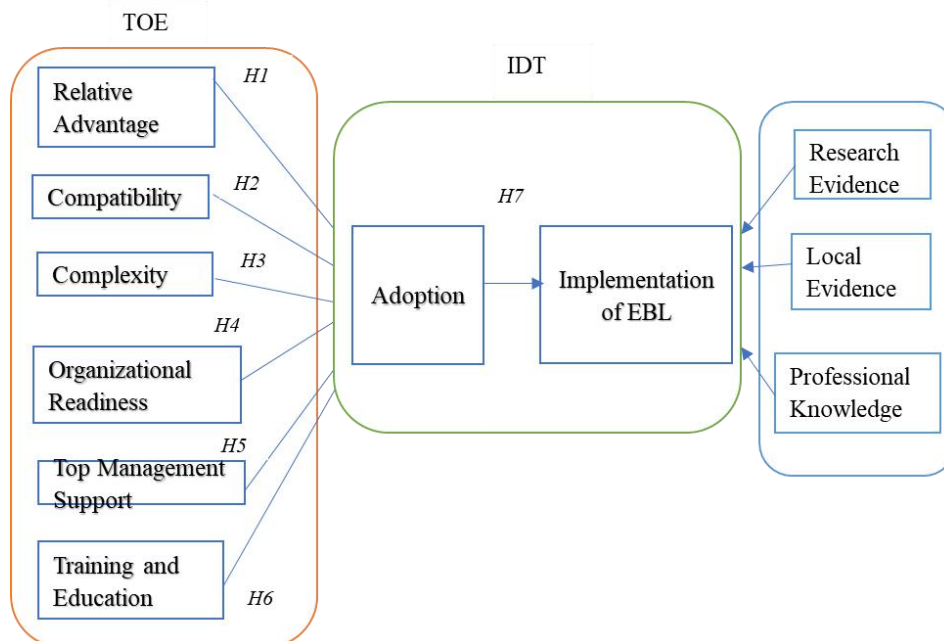 TOE
Relative
Advantage
H1
Compatibility
H2
Complexity
H3
H4
Organizational
Readiness
H5
Top Management
Support
Training and
Education
H6
IDT
H7
Adoption
Implementation
of EBL
Research
Evidence
Local
Evidence
Professional
Knowledge